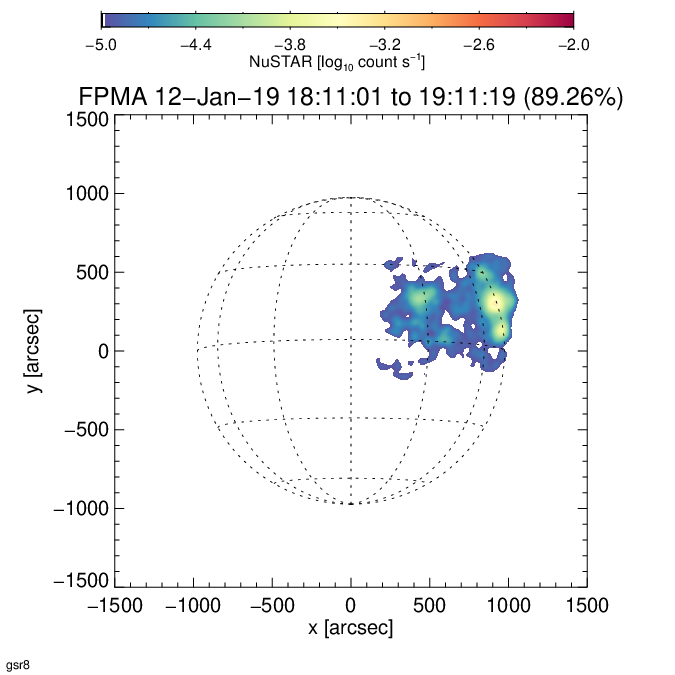 −5.0 −4.4 −3.8 −3.2 −2.6 −2.0
NuSTAR [log10 count s−1]
FPMA 12−Jan−19 18:11:01 to 19:11:19 (89.26%)
1500
1000
500
0
−500
−1000
−1500
y [arcsec]
−1500 −1000 −500 0 500 1000 1500
x [arcsec]
gsr8